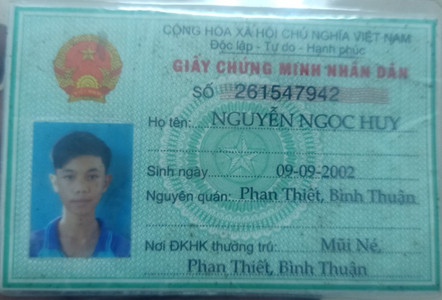 CỘNG HÒA XÃ HỘI CHỦ NGHĨA VIỆT NAM
Độc lập - Tự do - Hạnh phúc
GIẤY CHỨNG MINH NHÂN DÂN
SỐ 261547942
Họ tên: NGUYỄN NGỌC HUY
Sinh ngày 09-09-2002
Nguyên quán: Phan Thiết, Bình Thuận
Nơi ĐKHK thường trú: Mũi Né,
Phan Thiết, Bình Thuận